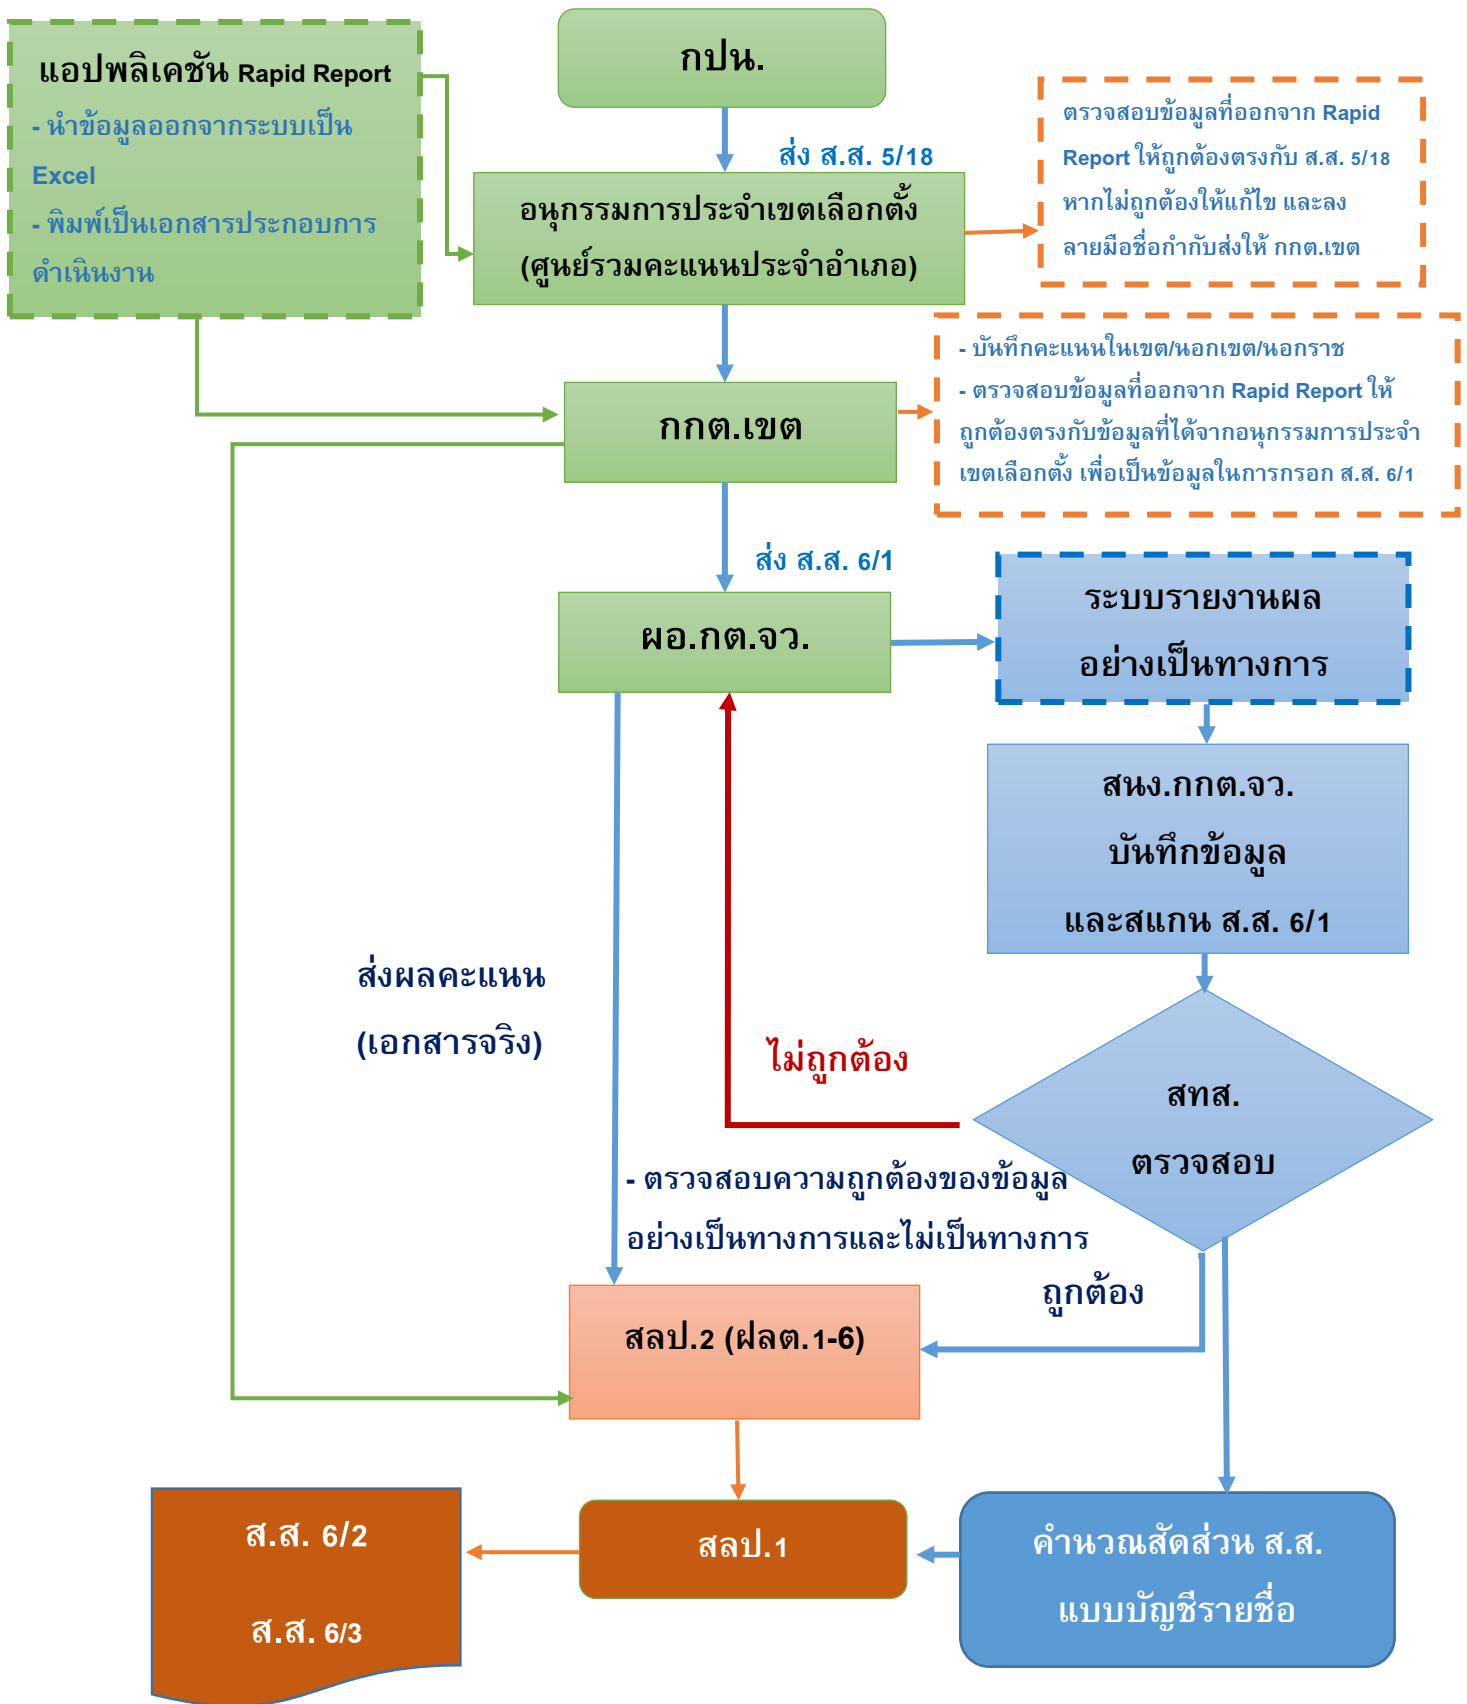 กปน.
แอปพลิเคชัน Rapid Report
- นำข้อมูลออกจากระบบเป็น
Excel
- พิมพ์เป็นเอกสารประกอบการ
ดำเนินงาน
ส่ง ส.ส. 5/18
ตรวจสอบข้อมูลที่ออกจาก Rapid
Report ให้ถูกต้องตรงกับ ส.ส. 5/18
หากไม่ถูกต้องให้แก้ไข และลง
ลายมือชื่อกำกับส่งให้ กกต.เขต
อนุกรรมการประจำเขตเลือกตั้ง
(ศูนย์รวมคะแนนประจำอำเภอ)
- บันทึกคะแนนในเขต/นอกเขต/นอกราช
- ตรวจสอบข้อมูลที่ออกจาก Rapid Report ให้
ถูกต้องตรงกับข้อมูลที่ได้จากอนุกรรมการประจำ
เขตเลือกตั้ง เพื่อเป็นข้อมูลในการกรอก ส.ส. 6/1
กกต.เขต
ส่ง ส.ส. 6/1
ผอ.กต.จว.
ระบบรายงานผล
อย่างเป็นทางการ
สนง.กกต.จว.
บันทึกข้อมูล
และสแกน ส.ส. 6/1
ส่งผลคะแนน
(เอกสารจริง)
ไม่ถูกต้อง
สทส.
ตรวจสอบ
- ตรวจสอบความถูกต้องของข้อมูล
อย่างเป็นทางการและไม่เป็นทางการ
ถูกต้อง
สลป.2 (ฝลต.1-6)
ส.ส. 6/2
ส.ส. 6/3
สลป.1
คำนวณสัดส่วน ส.ส.
แบบบัญชีรายชื่อ